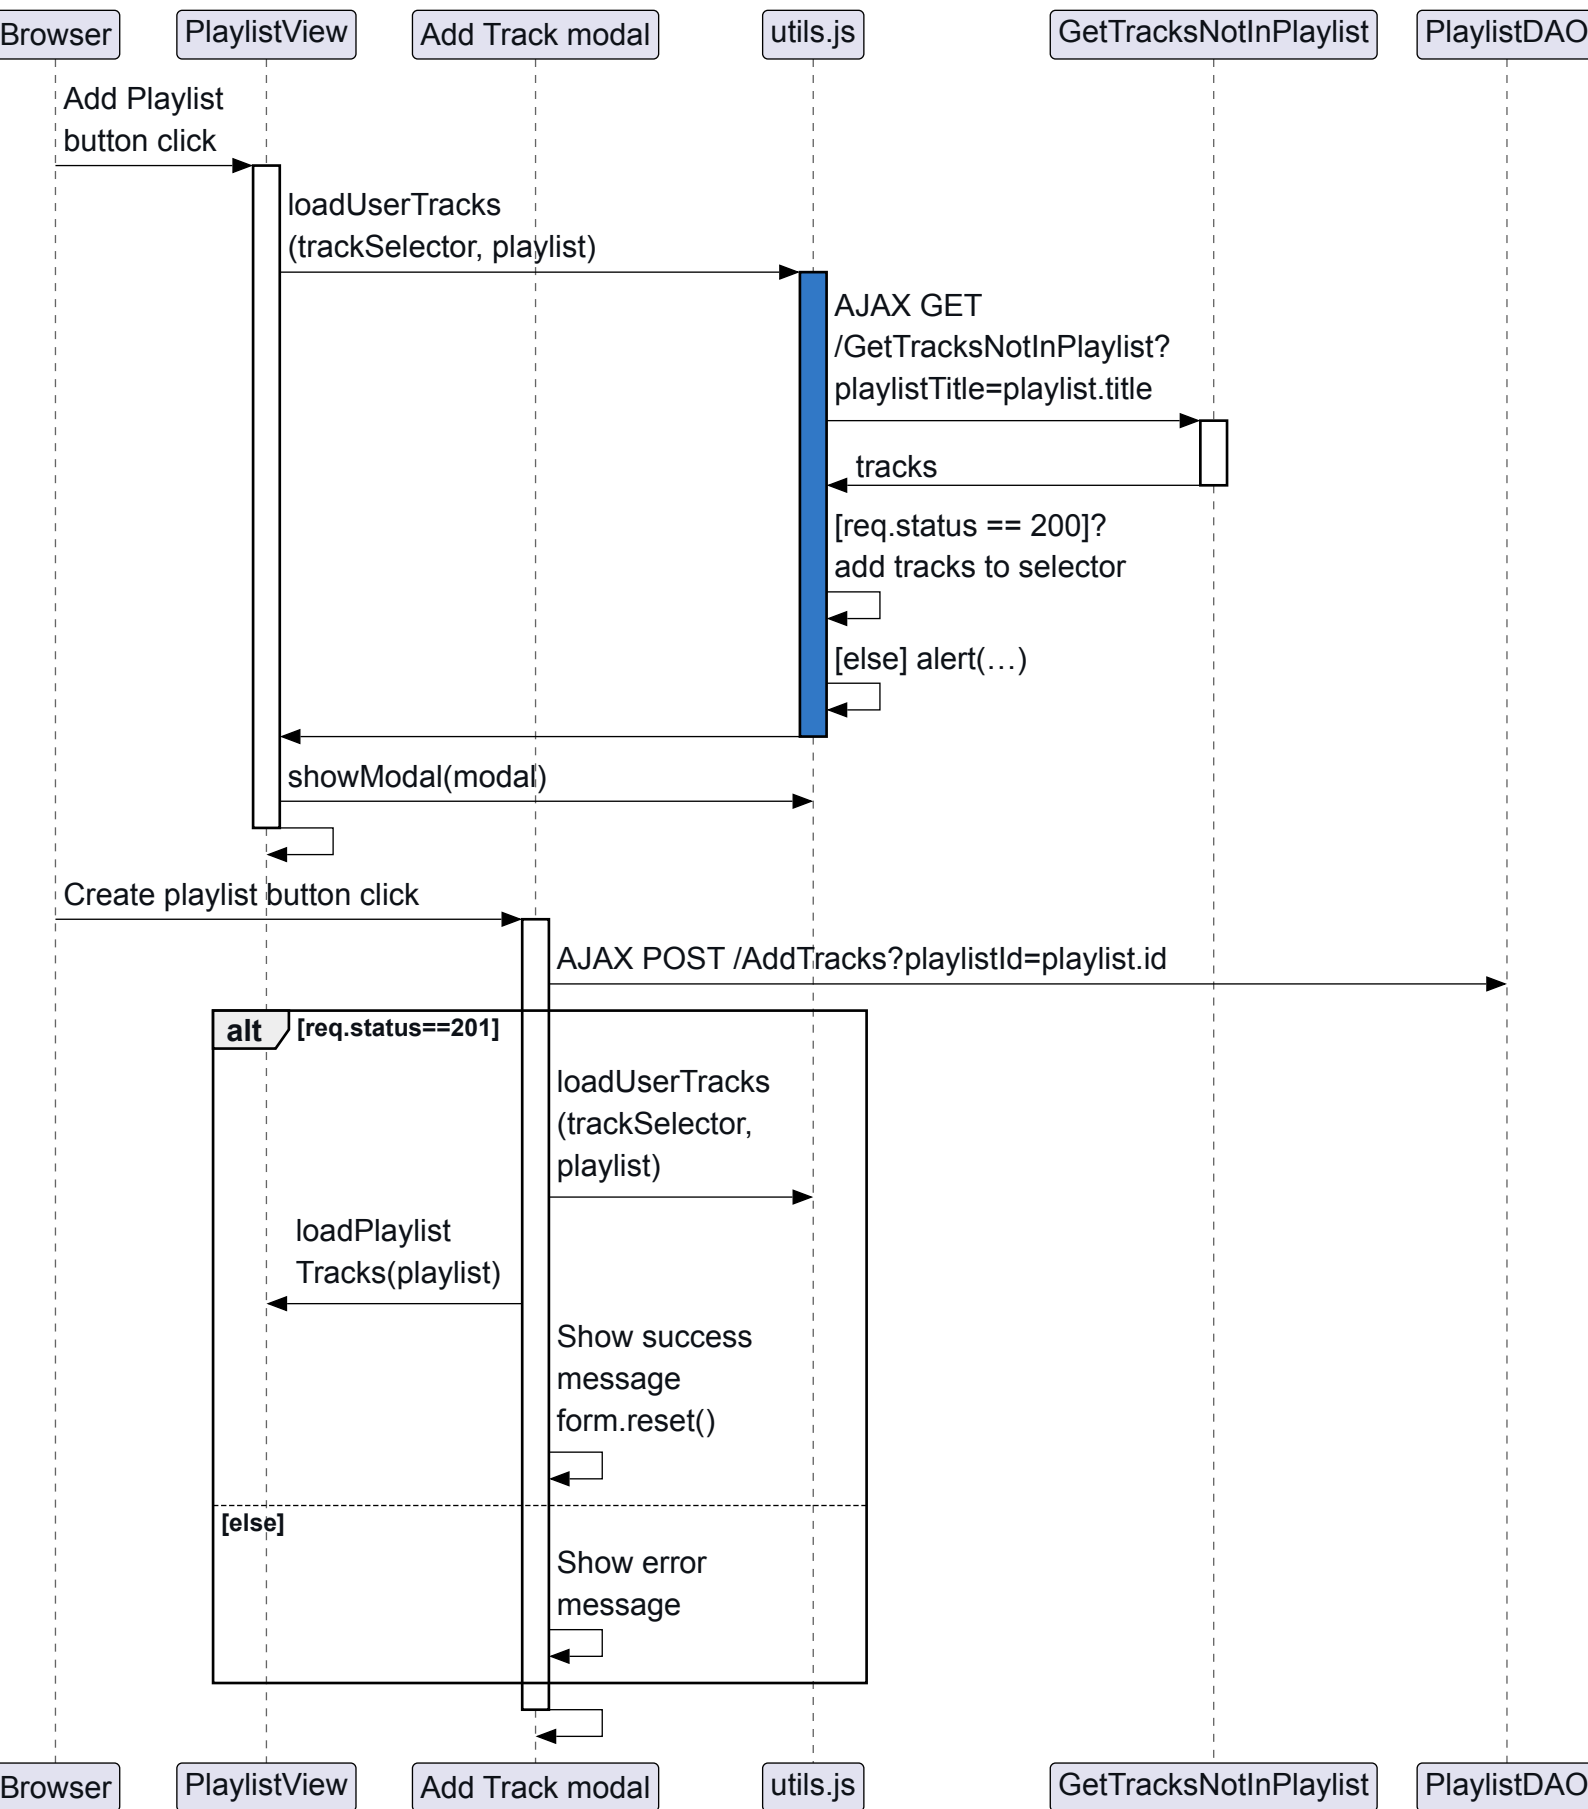 Browser
PlaylistView
Add Track modal
utils.js
GetTracksNotInPlaylist
PlaylistDAO
Add Playlist
button click
loadUserTracks
(trackSelector, playlist)
AJAX GET
/GetTracksNotInPlaylist?
playlistTitle=playlist.title
tracks
[req.status == 200]?
add tracks to selector
[else] alert(…)
showModal(modal)
Create playlist button click
AJAX POST /AddTracks?playlistId=playlist.id
alt
[req.status==201]
loadUserTracks
(trackSelector,
playlist)
loadPlaylist
Tracks(playlist)
Show success
message
form.reset()
[else]
Show error
message
Browser
PlaylistView
Add Track modal
utils.js
GetTracksNotInPlaylist
PlaylistDAO